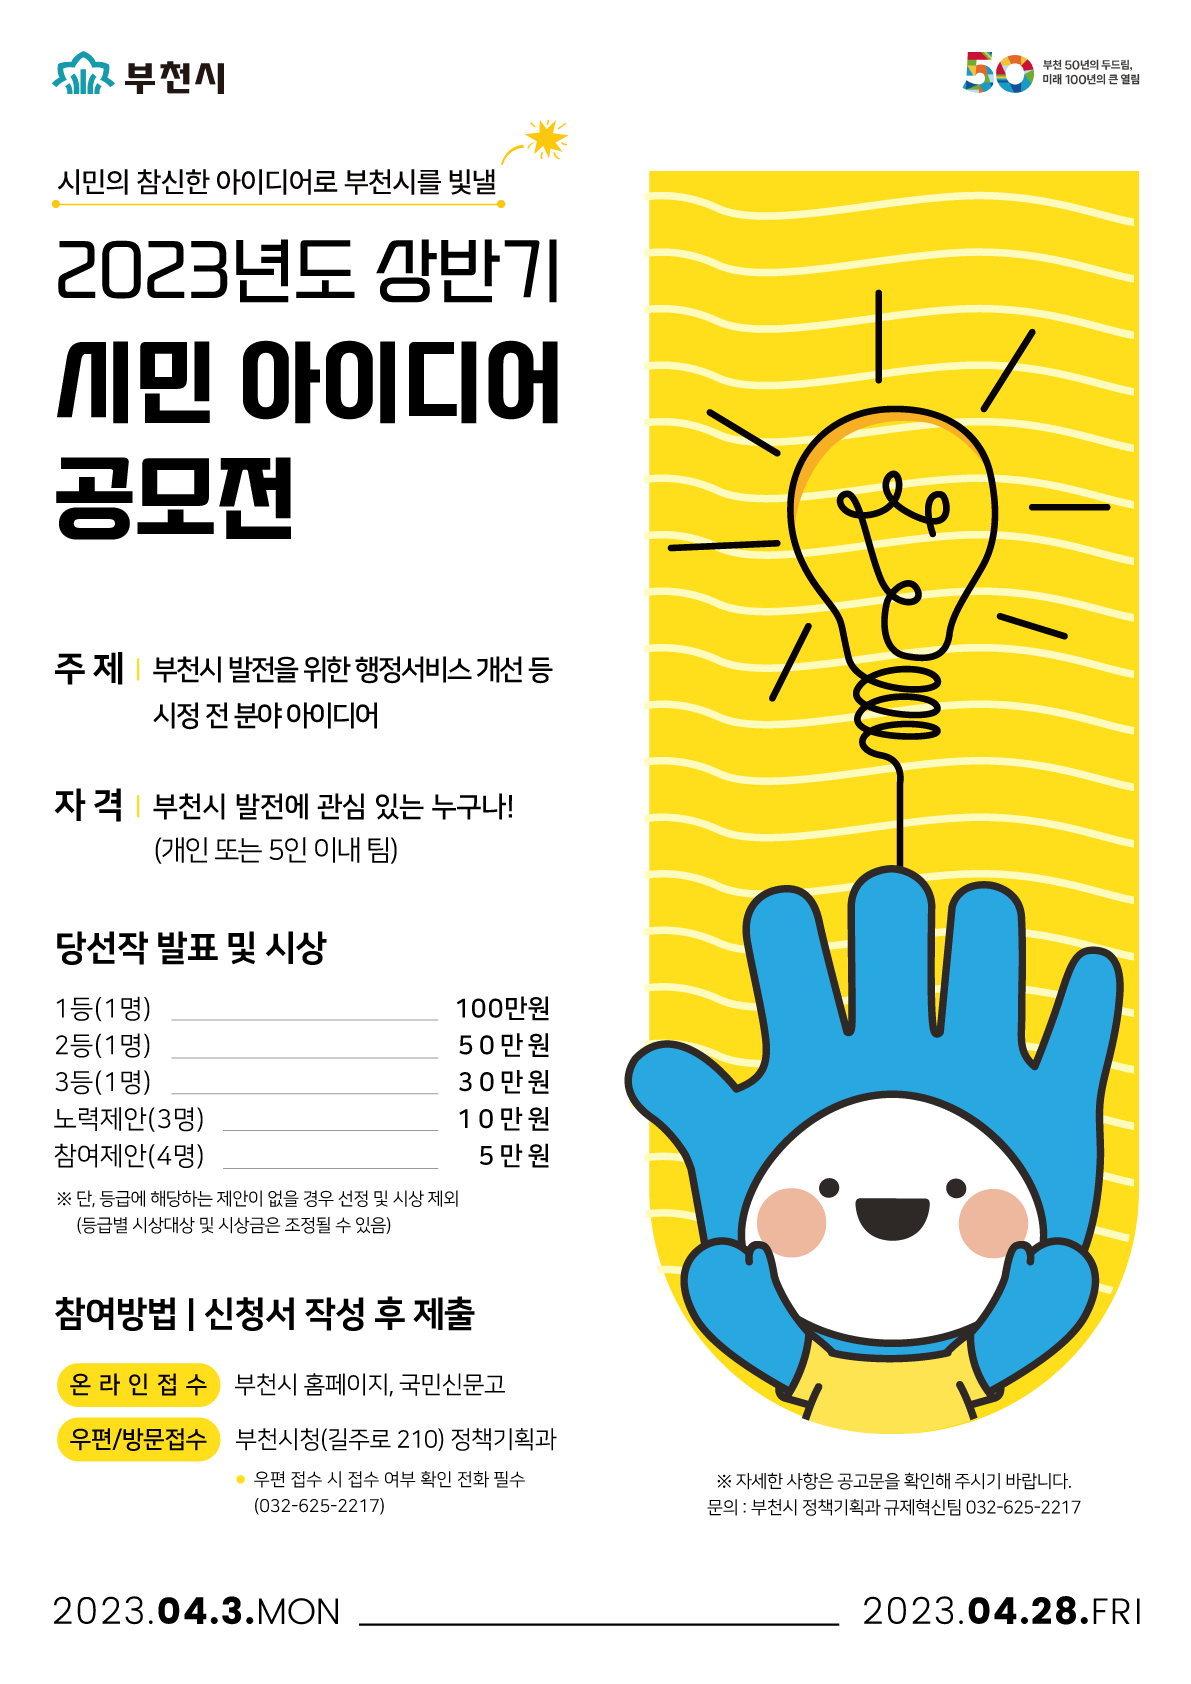 부천시
50 부천 50년의 두드림,
미래 100년의 큰 열림
시민의 참신한 아이디어로 부천시를 빛낼
2023년도 상반기
시민 아이디어
공모전
주 제 | 부천시 발전을 위한 행정서비스 개선 등
시정 전 분야 아이디어
자 격 | 부천시 발전에 관심 있는 누구나!
(개인 또는 5인 이내 팀)
당선작 발표 및 시상
1등(1명) 100만원
2등(1명) 50만원
3등(1명) 30만원
노력제안(3명) 10만원
참여제안(4명) 5만원
※ 단, 등급에 해당하는 제안이 없을 경우 선정 및 시상 제외
(등급별 시상대상 및 시상금은 조정될 수 있음)
참여방법 | 신청서 작성 후 제출
온라인접수 부천시 홈페이지, 국민신문고
우편/방문접수 부천시청(길주로 210) 정책기획과
● 우편 접수 시 접수 여부 확인 전화 필수
(032-625-2217)
※ 자세한 사항은 공고문을 확인해 주시기 바랍니다.
문의 : 부천시 정책기획과 규제혁신팀 032-625-2217
2023.04.3.MON 2023.04.28.FRI